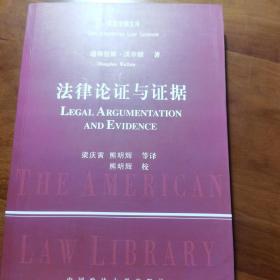 道格拉斯·沃尔顿 著
Douglas Walton
法律论证与证据
LEGAL ARGUMENTATION
AND EVIDENCE
梁庆寅 熊明辉 等译
熊明辉 校
THE AMERICAN
LAW LIBRARY